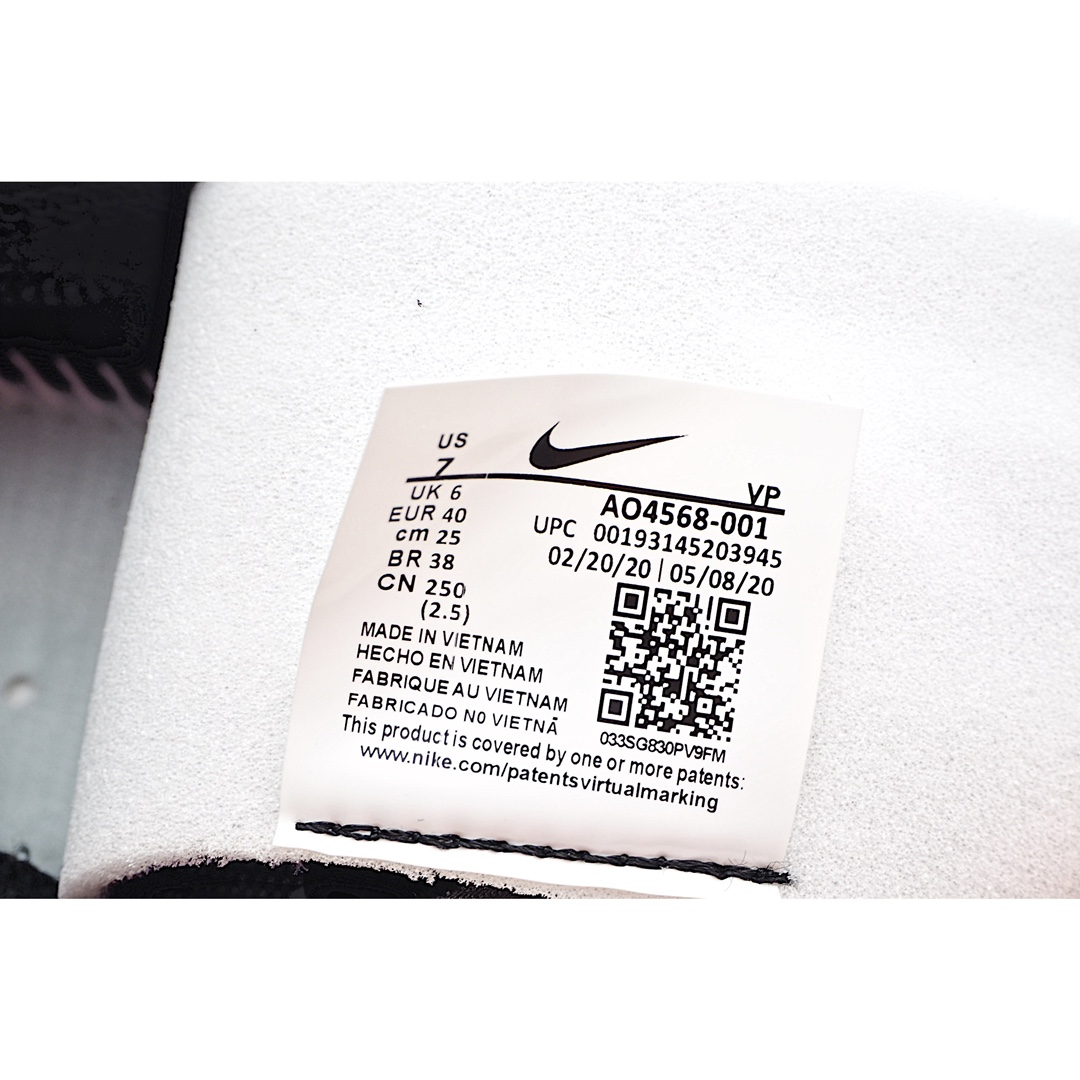 US
7
UK 6
EUR 40
cm 25
BR 38
CN 250
(2.5)
VP
AO4568-001
UPC 00193145203945
02/20/20 | 05/08/20
MADE IN VIETNAM
HECHO EN VIETNAM
FABRIQUE AU VIETNAM
FABRICADO NO VIETNÃ
033SG830PV9FM
This product is covered by one or more patents:
www.nike.com/patentsvirtualmarking